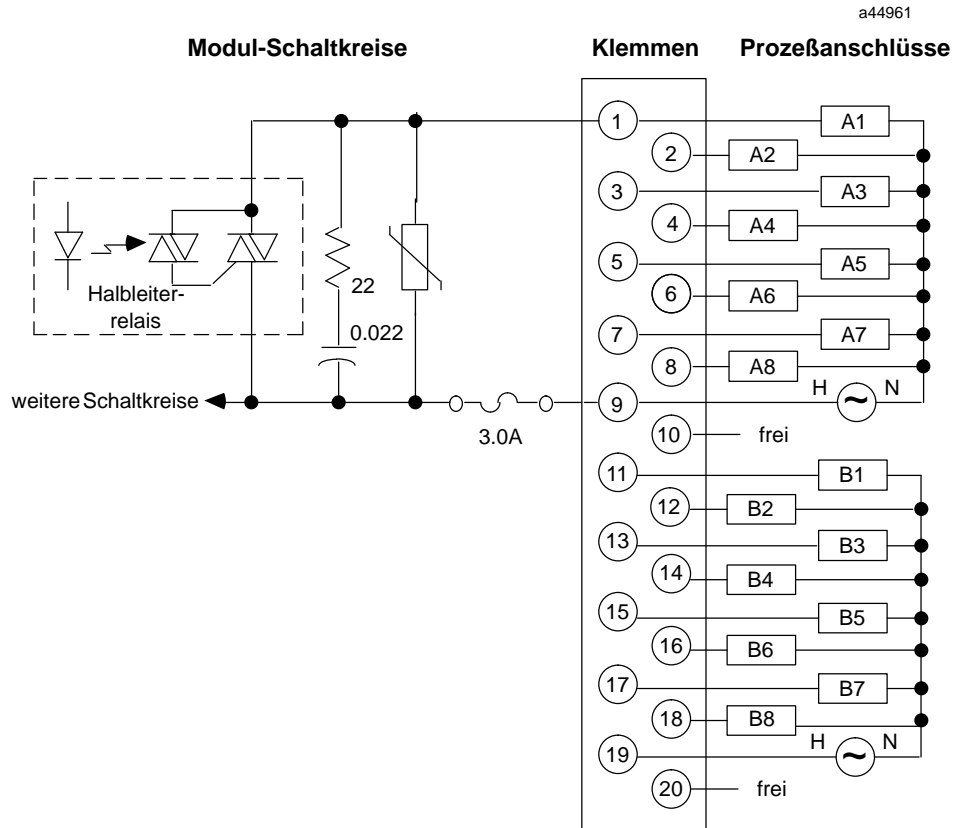 a44961
Modul-Schaltkreise Klemmen Prozeßanschlüsse
1 A1
2 A2
3 A3
4 A4
5 A5
6 A6
7 A7
8 A8
H ~ N
9
10 frei
Halbleiter-
relais
22
0.022
weitere Schaltkreise
3.0A
11 B1
12 B2
13 B3
14 B4
15 B5
16 B6
17 B7
18 B8
H ~ N
19
20 frei